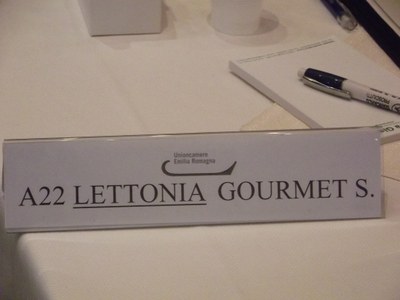 Unioncamere
Emilia Romagna
A22 LETTONIA GOURMET S.